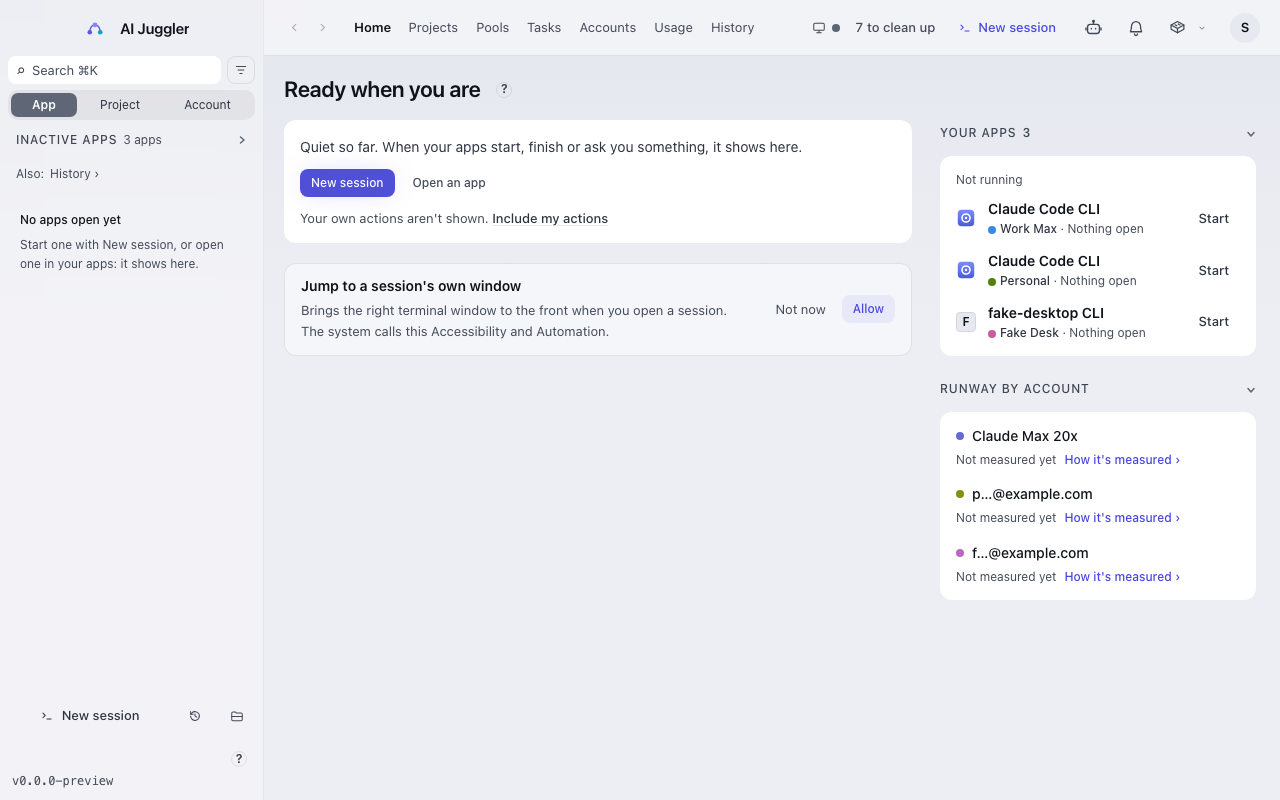 AI Juggler
Search ⌘K
App
Project
Account
INACTIVE APPS 3 apps
Also: History ›
No apps open yet
Start one with New session, or open
one in your apps: it shows here.
New session
?
v0.0.0-preview
Home
Projects
Pools
Tasks
Accounts
Usage
History
7 to clean up
New session
S
Ready when you are
?
Quiet so far. When your apps start, finish or ask you something, it shows here.
New session
Open an app
Your own actions aren't shown. Include my actions
Jump to a session's own window
Brings the right terminal window to the front when you open a session.
The system calls this Accessibility and Automation.
Not now
Allow
YOUR APPS 3
Not running
Claude Code CLI
Work Max · Nothing open
Start
Claude Code CLI
Personal · Nothing open
Start
F
fake-desktop CLI
Fake Desk · Nothing open
Start
RUNWAY BY ACCOUNT
Claude Max 20x
Not measured yet How it's measured ›
p...@example.com
Not measured yet How it's measured ›
f...@example.com
Not measured yet How it's measured ›